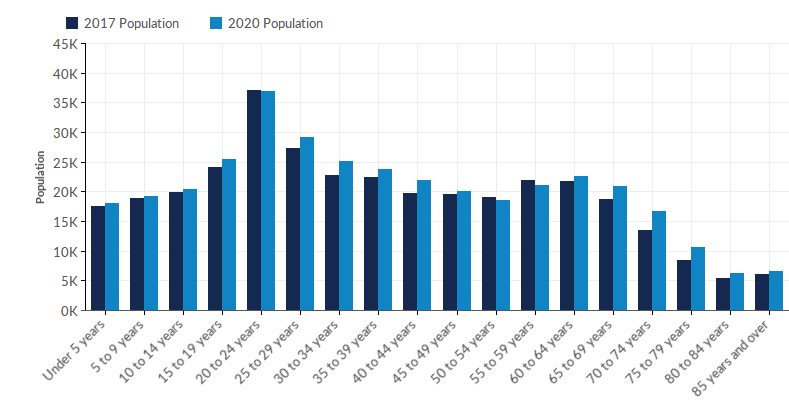 2017 Population 2020 Population
45K
40K
35K
30K
25K
20K
15K
10K
5K
0K
Population
Under 5 years
5 to 9 years
10 to 14 years
15 to 19 years
20 to 24 years
25 to 29 years
30 to 34 years
35 to 39 years
40 to 44 years
45 to 49 years
50 to 54 years
55 to 59 years
60 to 64 years
65 to 69 years
70 to 74 years
75 to 79 years
80 to 84 years
85 years and over